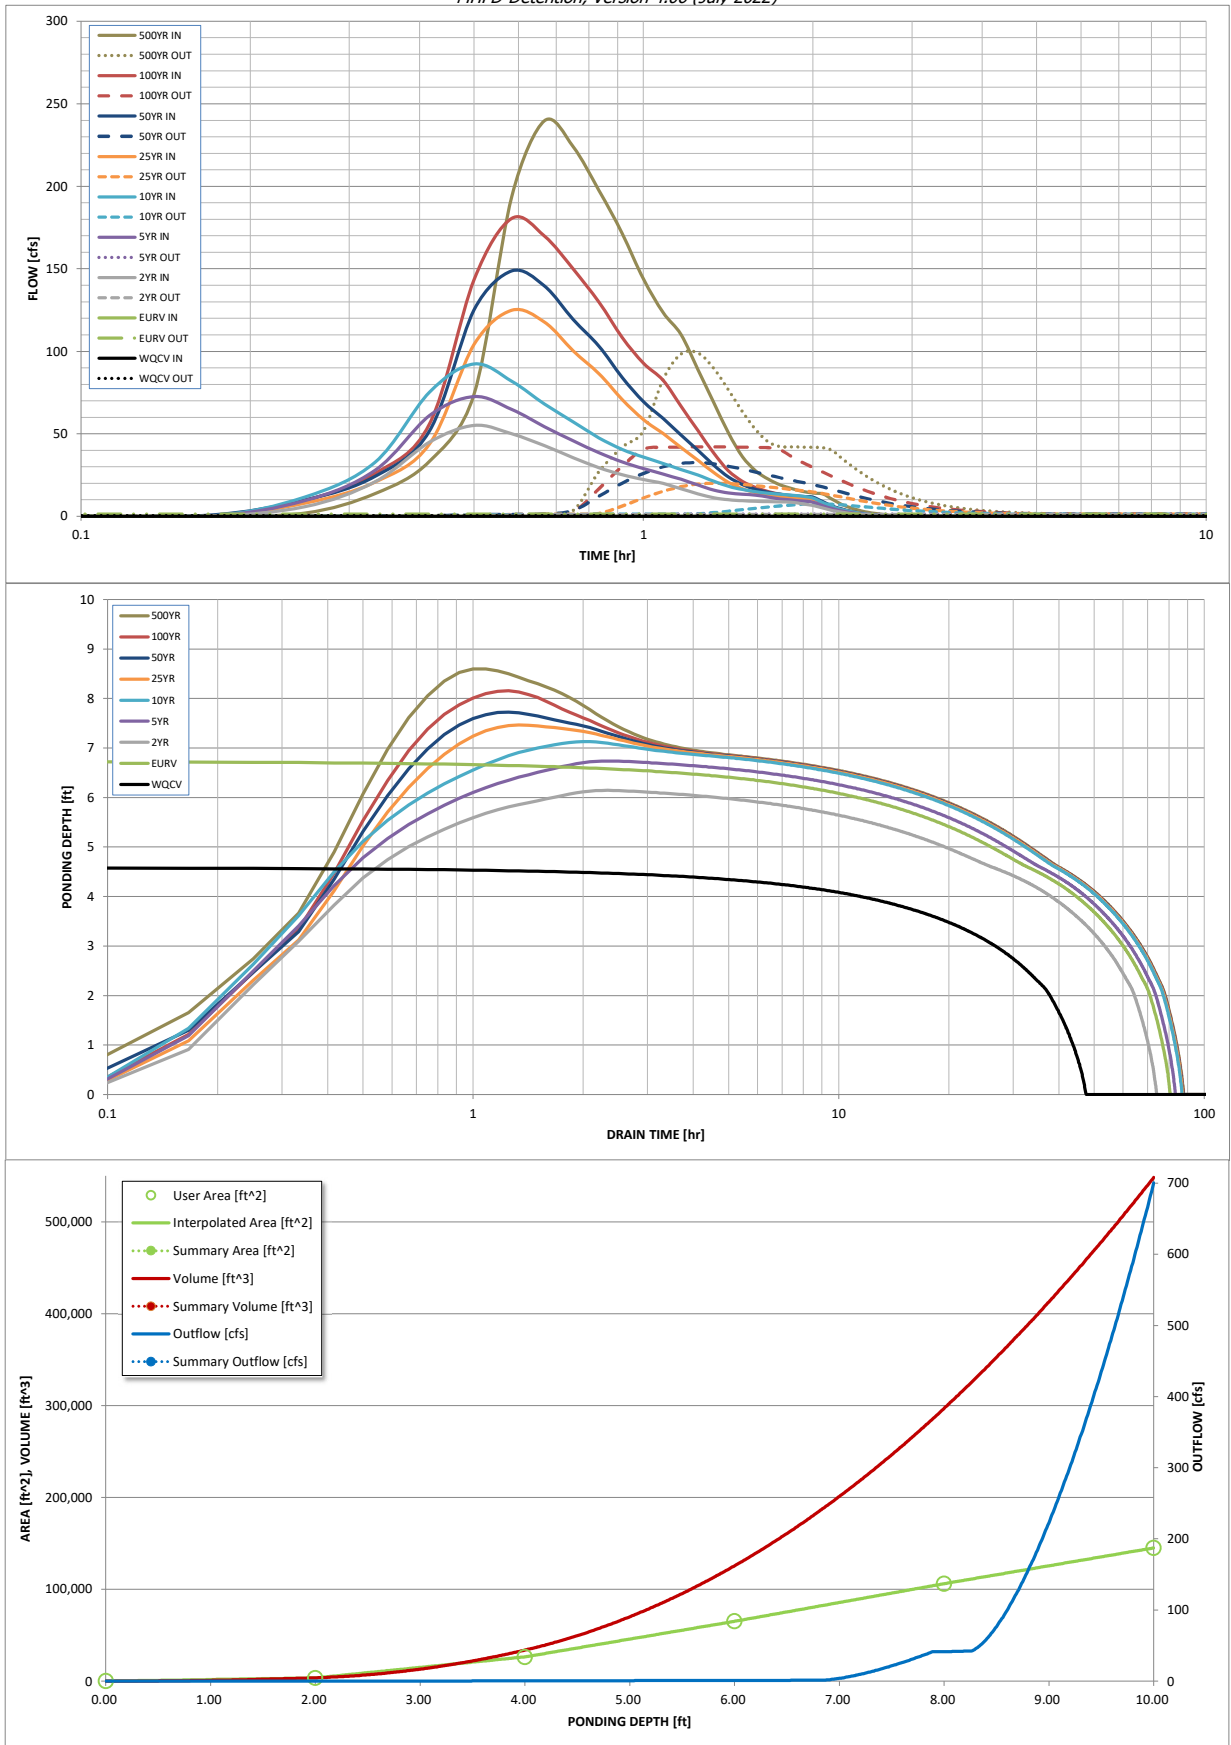 MHFD-Detention, Version 4.06 (July 2022)
300
250
200
150
100
50
0
FLOW [cfs]
500YR IN
500YR OUT
100YR IN
100YR OUT
50YR IN
50YR OUT
25YR IN
25YR OUT
10YR IN
10YR OUT
5YR IN
5YR OUT
2YR IN
2YR OUT
EURV IN
EURV OUT
WQCV IN
WQCV OUT
0.1
1
10
TIME [hr]
10
9
8
7
6
5
4
3
2
1
0
PONDING DEPTH [ft]
500YR
100YR
50YR
25YR
10YR
5YR
2YR
EURV
WQCV
0.1
1
10
100
DRAIN TIME [hr]
User Area [ft^2]
Interpolated Area [ft^2]
Summary Area [ft^2]
Volume [ft^3]
Summary Volume [ft^3]
Outflow [cfs]
Summary Outflow [cfs]
500,000
400,000
300,000
200,000
100,000
0
AREA [ft^2], VOLUME [ft^3]
700
600
500
400
300
200
100
0
OUTFLOW [cfs]
0.00
1.00
2.00
3.00
4.00
5.00
6.00
7.00
8.00
9.00
10.00
PONDING DEPTH [ft]